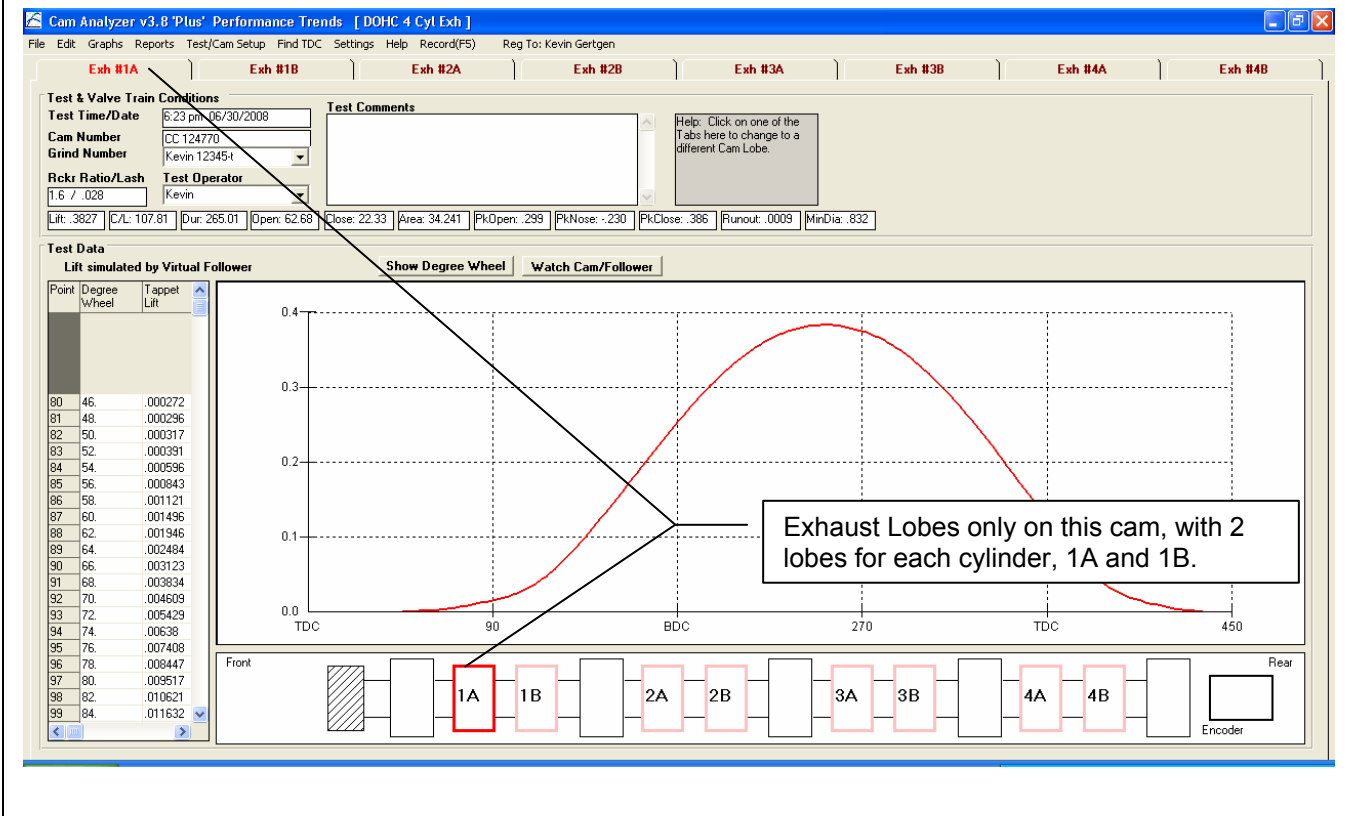 Cam Analyzer v3.8 'Plus' Performance Trends [ DOHC 4 Cyl Exh ]
File Edit Graphs Reports Test/Cam Setup Find TDC Settings Help Record(F5) Reg To: Kevin Gertgen
Exh #1A Exh #1B Exh #2A Exh #2B Exh #3A Exh #3B Exh #4A Exh #4B
Test & Valve Train Conditions
Test Time/Date 6:23 pm 06/30/2008
Cam Number CC 124770
Grind Number Kevin 12345-t
Rckr Ratio/Lash Test Operator
1.6 / .028 Kevin
Test Comments
Help: Click on one of the
Tabs here to change to a
different Cam Lobe.
Lift: .3827 C/L: 107.81 Dur: 265.01 Open: 62.68 Close: 22.33 Area: 34.241 PkOpen: .299 PkNose: -.230 PkClose: .386 Runout: .0009 MinDia: .832
Test Data
Lift simulated by Virtual Follower Show Degree Wheel Watch Cam/Follower
Point Degree Tappet
Wheel Lift
80 46. .000272
81 48. .000296
82 50. .000317
83 52. .000391
84 54. .000596
85 56. .000843
86 58. .001121
87 60. .001496
88 62. .001946
89 64. .002484
90 66. .003123
91 68. .003834
92 70. .004609
93 72. .005429
94 74. .00638
95 76. .007408
96 78. .008447
97 80. .009517
98 82. .010621
99 84. .011632
0.4
0.3
0.2
0.1
0.0
TDC 90 BDC 270 TDC 450
Exhaust Lobes only on this cam, with 2
lobes for each cylinder, 1A and 1B.
Front Rear
1A 1B 2A 2B 3A 3B 4A 4B
Encoder